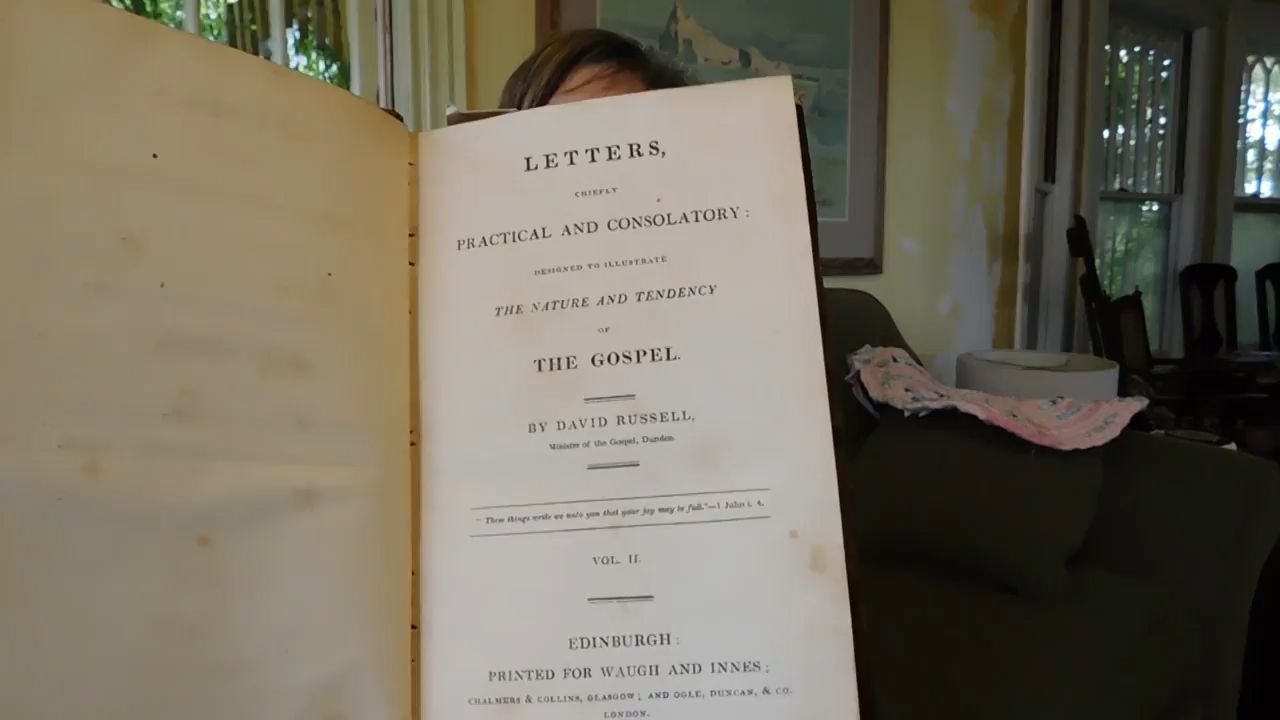 LETTERS,
CHIEFLY
PRACTICAL AND CONSOLATORY:
DESIGNED TO ILLUSTRATE
THE NATURE AND TENDENCY
OF
THE GOSPEL.
BY DAVID RUSSELL,
Minister of the Gospel, Dundee.
"These things write we unto you that your joy may be full."—1 John i. 4.
VOL. II.
EDINBURGH:
PRINTED FOR WAUGH AND INNES;
CHALMERS & COLLINS, GLASGOW; AND OGLE, DUNCAN, & CO.
LONDON.